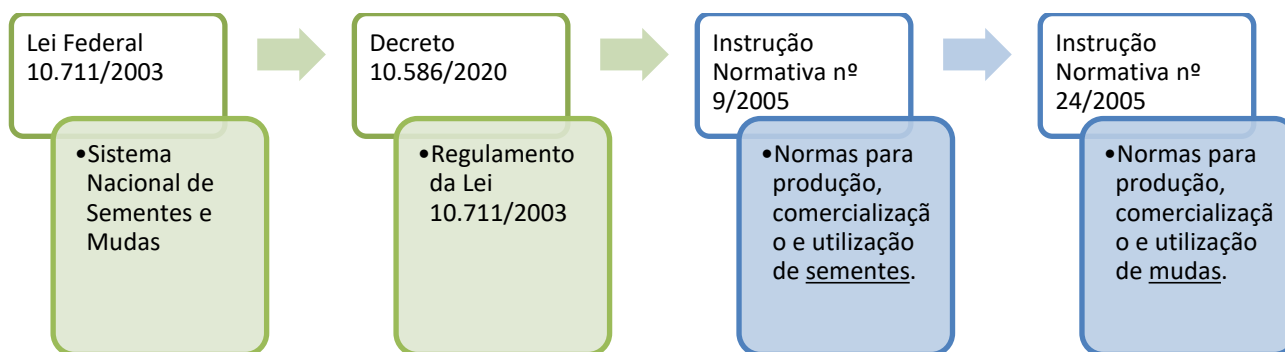 Lei Federal
10.711/2003
•Sistema
Nacional de
Sementes e
Mudas
Decreto
10.586/2020
•Regulamento
da Lei
10.711/2003
Instrução
Normativa nº
9/2005
•Normas para
produção,
comercializaçã
o e utilização
de sementes.
Instrução
Normativa nº
24/2005
•Normas para
produção,
comercializaçã
o e utilização
de mudas.